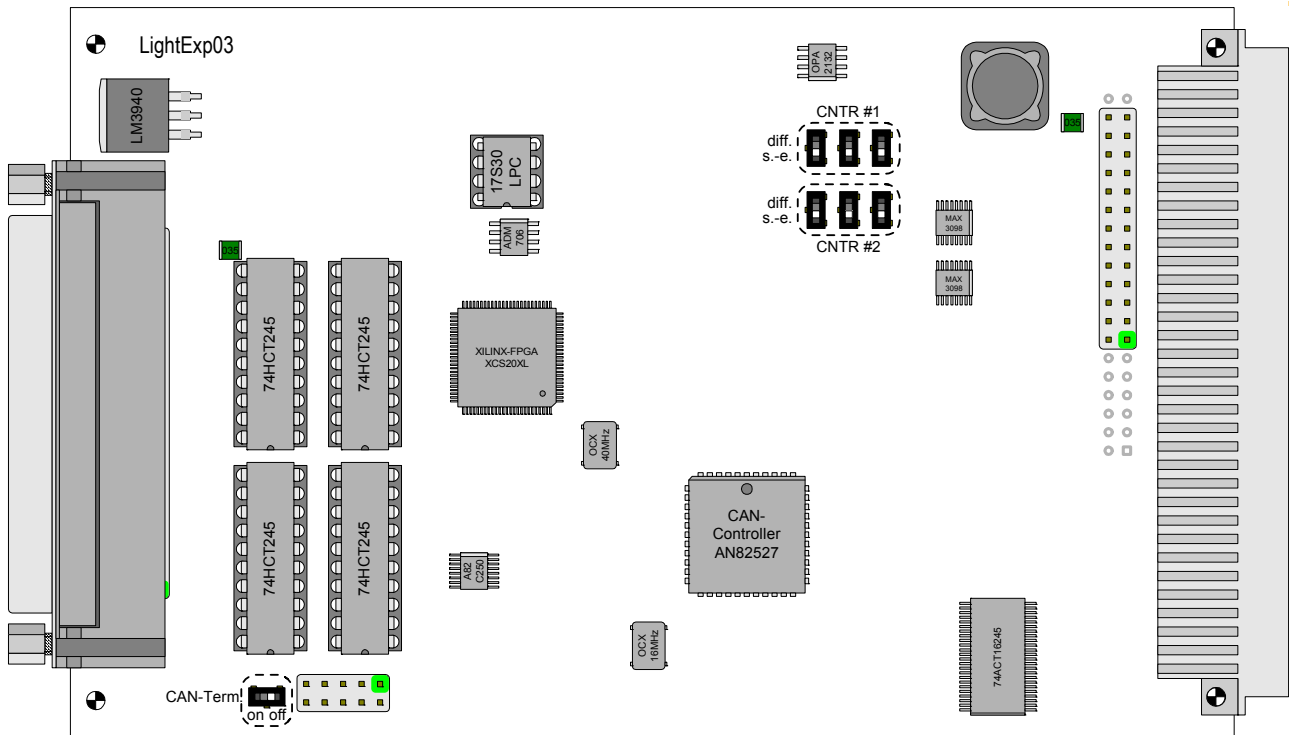 LightExp03
LM3940
OPA
2132
CNTR #1
diff.
s.-e.
035
17S30
LPC
diff.
s.-e.
CNTR #2
MAX
3098
ADM
706
035
MAX
3098
74HCT245
74HCT245
XILINX-FPGA
XCS20XL
OCX
40MHz
CAN-
Controller
AN82527
74HCT245
74HCT245
A82
C250
OCX
16MHz
74ACT16245
CAN-Term
on off